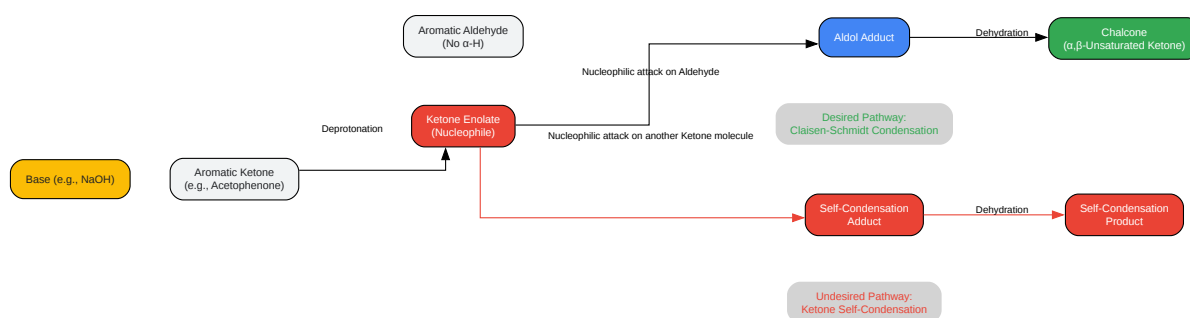 Aromatic Aldehyde
(No α-H)
Aldol Adduct
Dehydration
Chalcone
(α,β-Unsaturated Ketone)
Nucleophilic attack on Aldehyde
Deprotonation
Ketone Enolate
(Nucleophile)
Nucleophilic attack on another Ketone molecule
Desired Pathway:
Claisen-Schmidt Condensation
Base (e.g., NaOH)
Aromatic Ketone
(e.g., Acetophenone)
Self-Condensation
Adduct
Dehydration
Self-Condensation
Product
Undesired Pathway:
Ketone Self-Condensation